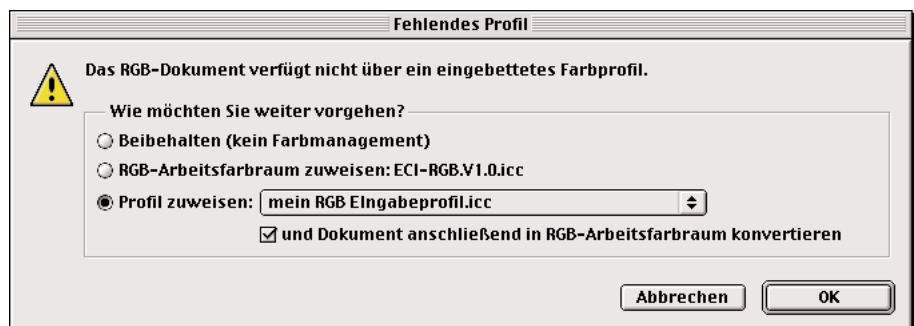 Fehlendes Profil
Das RGB-Dokument verfügt nicht über ein eingebettetes Farbprofil.
Wie möchten Sie weiter vorgehen?
Beibehalten (kein Farbmanagement)
RGB-Arbeitsfarbraum zuweisen: ECI-RGB.V1.0.icc
Profil zuweisen: mein RGB EIngabeprofil.icc
und Dokument anschließend in RGB-Arbeitsfarbraum konvertieren
Abbrechen OK